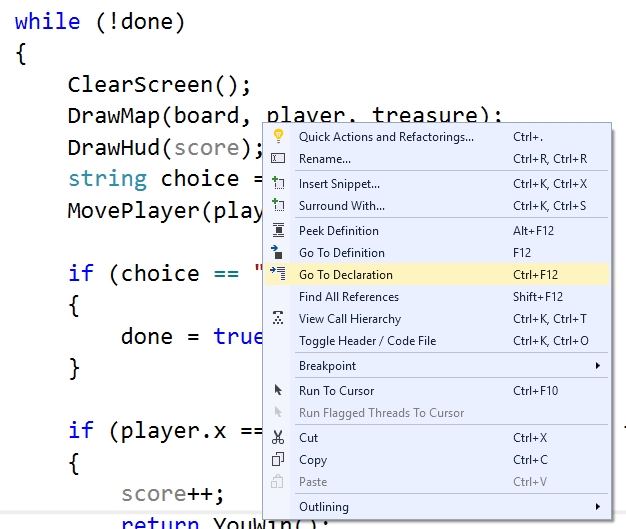 while (!done)
{
ClearScreen();
DrawMap(board, player, treasure);
DrawHud(score);
string choice =
MovePlayer(play
if (choice == "
{
done = true
}
if (player.x ==
{
score++;
return YouWin();
Quick Actions and Refactorings... Ctrl+.
Rename... Ctrl+R, Ctrl+R
Insert Snippet... Ctrl+K, Ctrl+X
Surround With... Ctrl+K, Ctrl+S
Peek Definition Alt+F12
Go To Definition F12
Go To Declaration Ctrl+F12
Find All References Shift+F12
View Call Hierarchy Ctrl+K, Ctrl+T
Toggle Header / Code File Ctrl+K, Ctrl+O
Breakpoint
Run To Cursor Ctrl+F10
Run Flagged Threads To Cursor
Cut Ctrl+X
Copy Ctrl+C
Paste Ctrl+V
Outlining